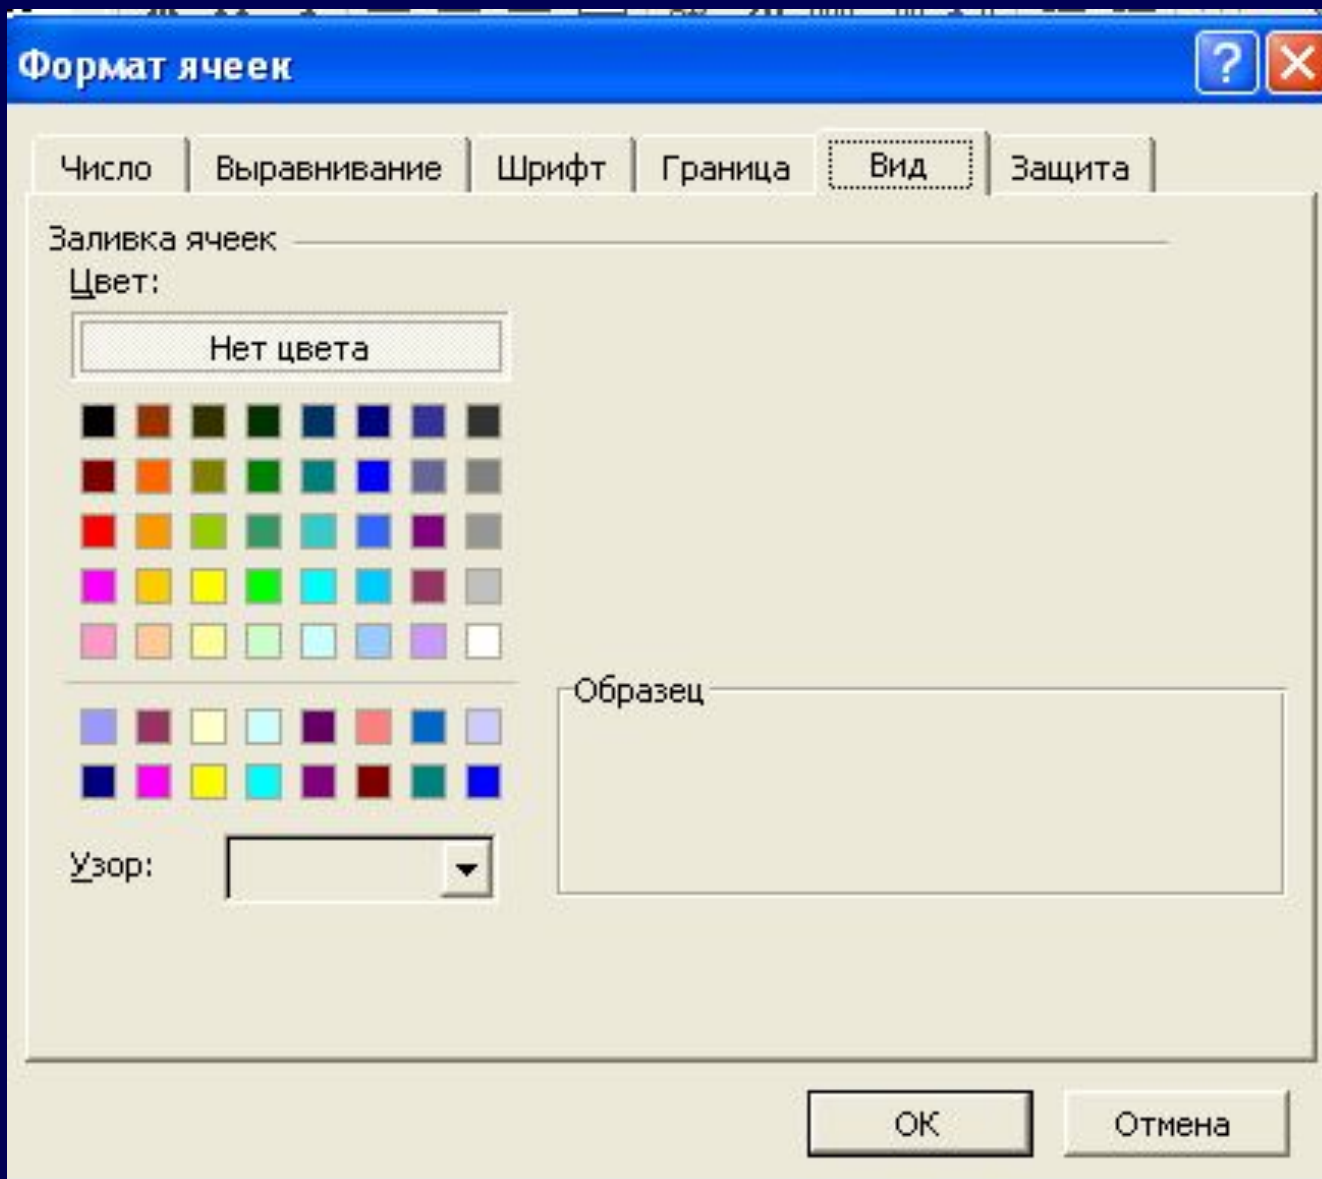 Формат ячеек
Число Выравнивание Шрифт Граница Вид Защита
Заливка ячеек
Цвет:
Нет цвета
Образец
Узор:
ОК Отмена